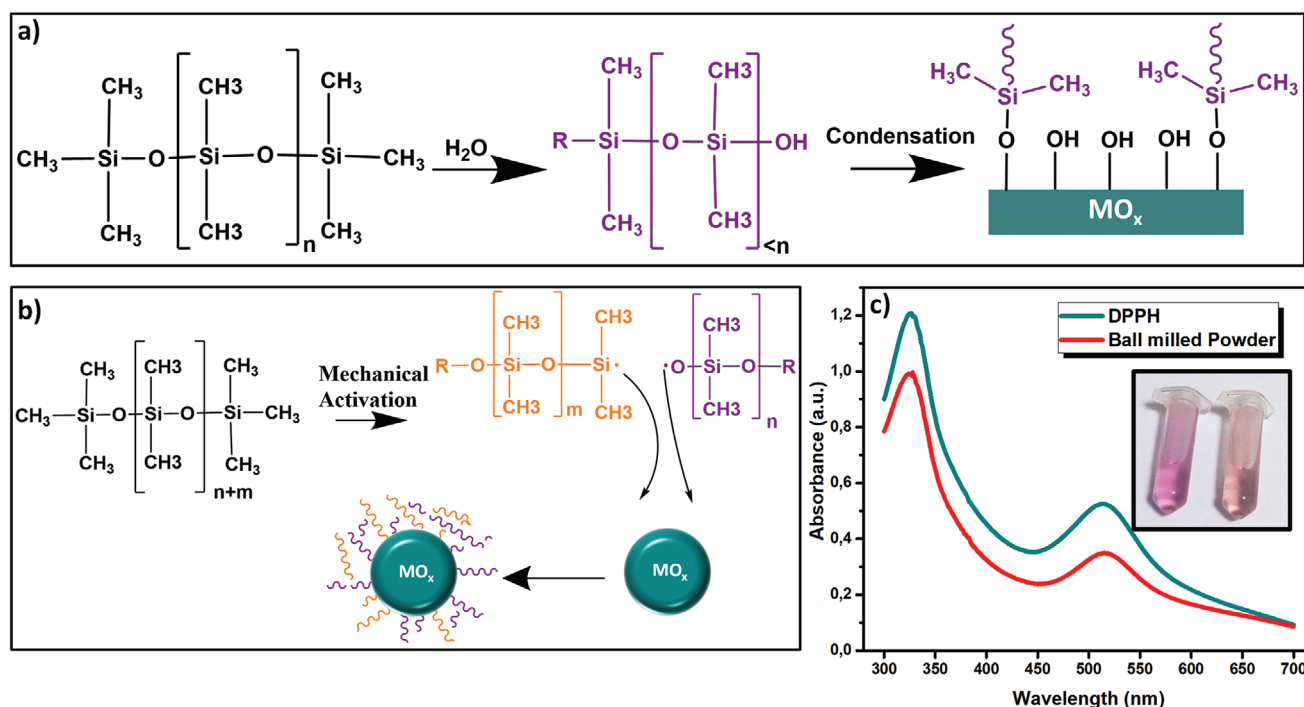 a)
CH₃
CH3
CH₃
CH₃ Si O Si O Si CH₃
CH₃
CH3
CH₃
n
H₂O
CH₃
CH₃
R Si O Si OH
CH₃
CH₃
<n
Condensation
H₃C Si CH₃
H₃C Si CH₃
O OH OH OH O
MOₓ
b)
CH₃
CH3
CH₃
CH₃ Si O Si O Si CH₃
CH₃
CH3
CH₃
n+m
Mechanical
Activation
CH3
CH3
R O Si O Si·
CH3
CH3
m
CH3
·O Si O R
CH3
n
MOₓ
MOₓ
c)
DPPH
Ball milled Powder
Absorbance (a.u.)
1,2
1,0
0,8
0,6
0,4
0,2
0,0
300 350 400 450 500 550 600 650 700
Wavelength (nm)